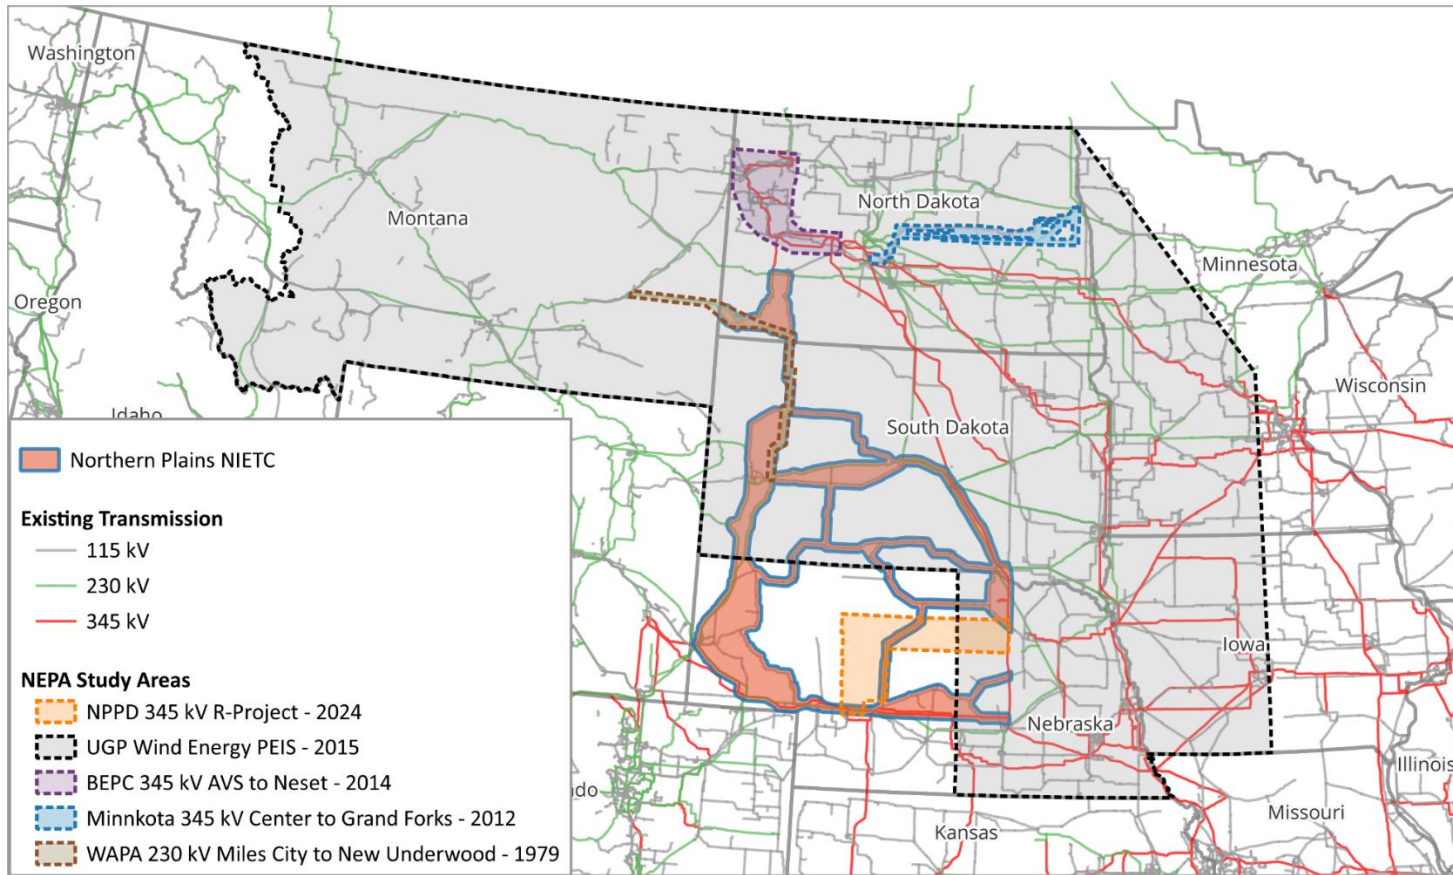 Washington
Montana
North Dakota
Minnesota
Oregon
Wisconsin
Idaho
South Dakota
Iowa
Nebraska
Illinois
do
Missouri
Kansas
Northern Plains NIETC
Existing Transmission
115 kV
230 kV
345 kV
NEPA Study Areas
NPPD 345 kV R-Project - 2024
UGP Wind Energy PEIS - 2015
BEPC 345 kV AVS to Neset - 2014
Minnkota 345 kV Center to Grand Forks - 2012
WAPA 230 kV Miles City to New Underwood - 1979